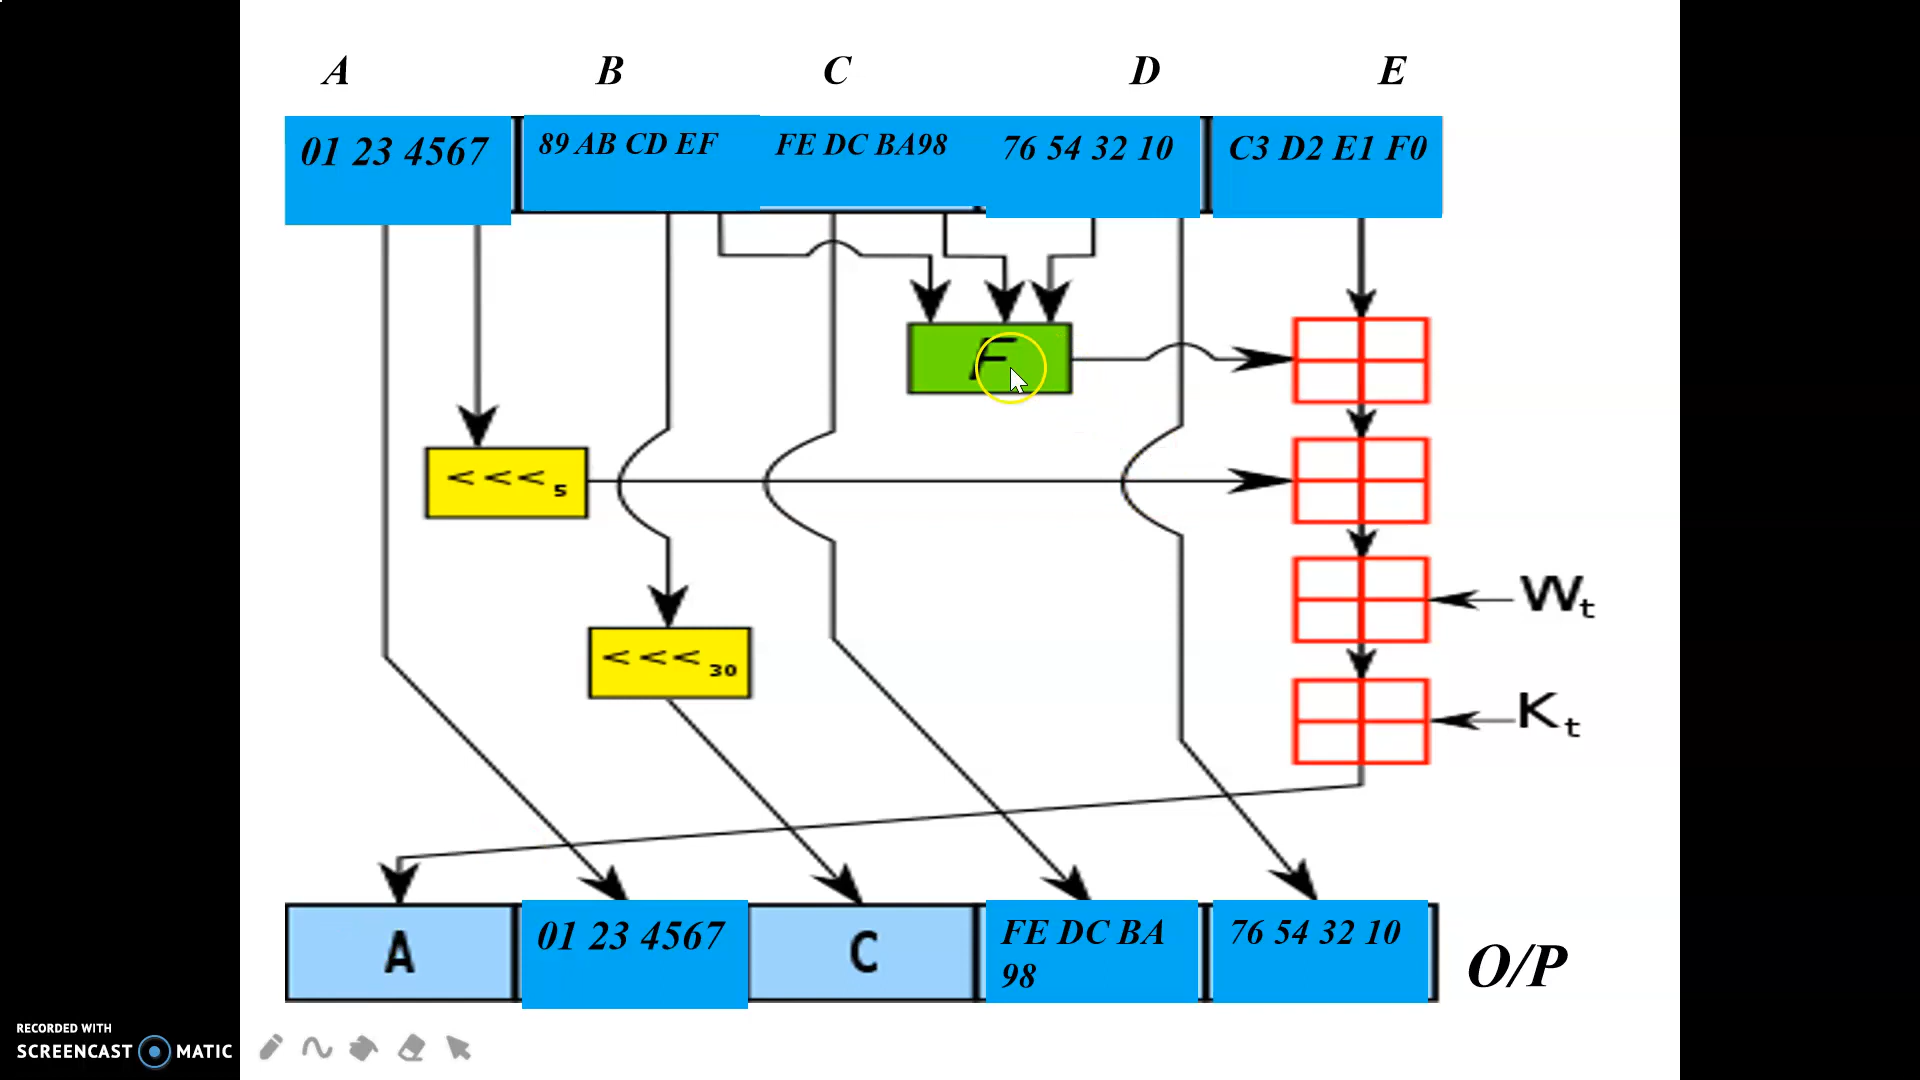 A B C D E
01 23 4567 89 AB CD EF FE DC BA98 76 54 32 10 C3 D2 E1 F0
F
<<<5
<<<30
Wt
Kt
A 01 23 4567 C FE DC BA 76 54 32 10
98
O/P
RECORDED WITH
SCREENCAST MATIC